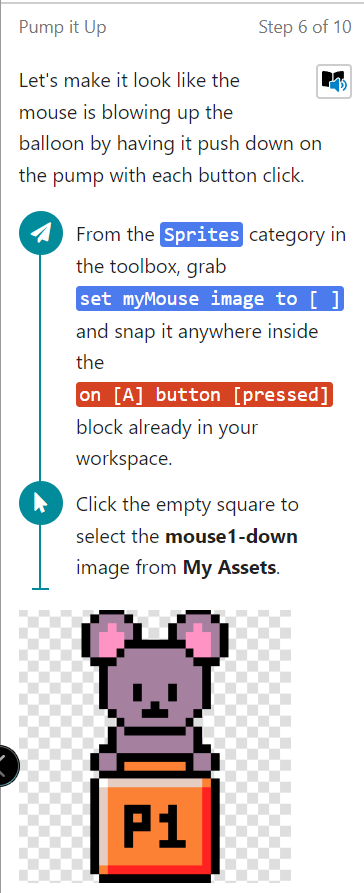 Pump it Up
Step 6 of 10
Let's make it look like the
mouse is blowing up the
balloon by having it push down on
the pump with each button click.
From the Sprites category in
the toolbox, grab
set myMouse image to [ ]
and snap it anywhere inside
the
on [A] button [pressed]
block already in your
workspace.
Click the empty square to
select the mouse1-down
image from My Assets.
P1